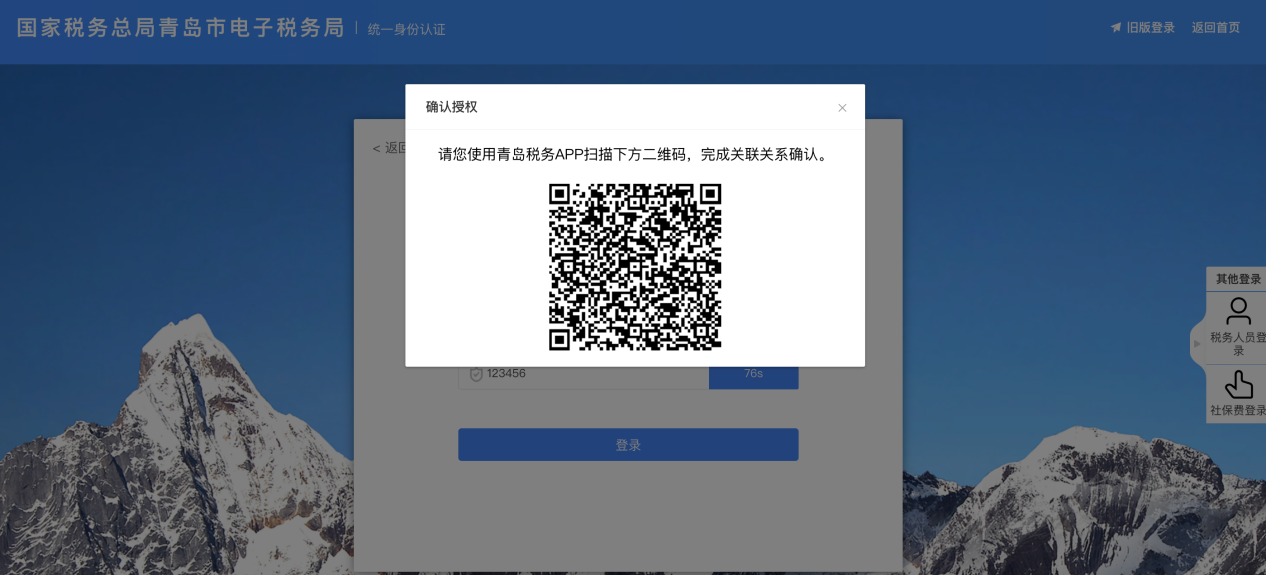 国家税务总局青岛市电子税务局
统一身份认证
旧版登录
返回首页
确认授权
< 返回
请您使用青岛税务APP扫描下方二维码，完成关联关系确认。
123456
76s
登录
其他登录
税务人员登
录
社保费登录